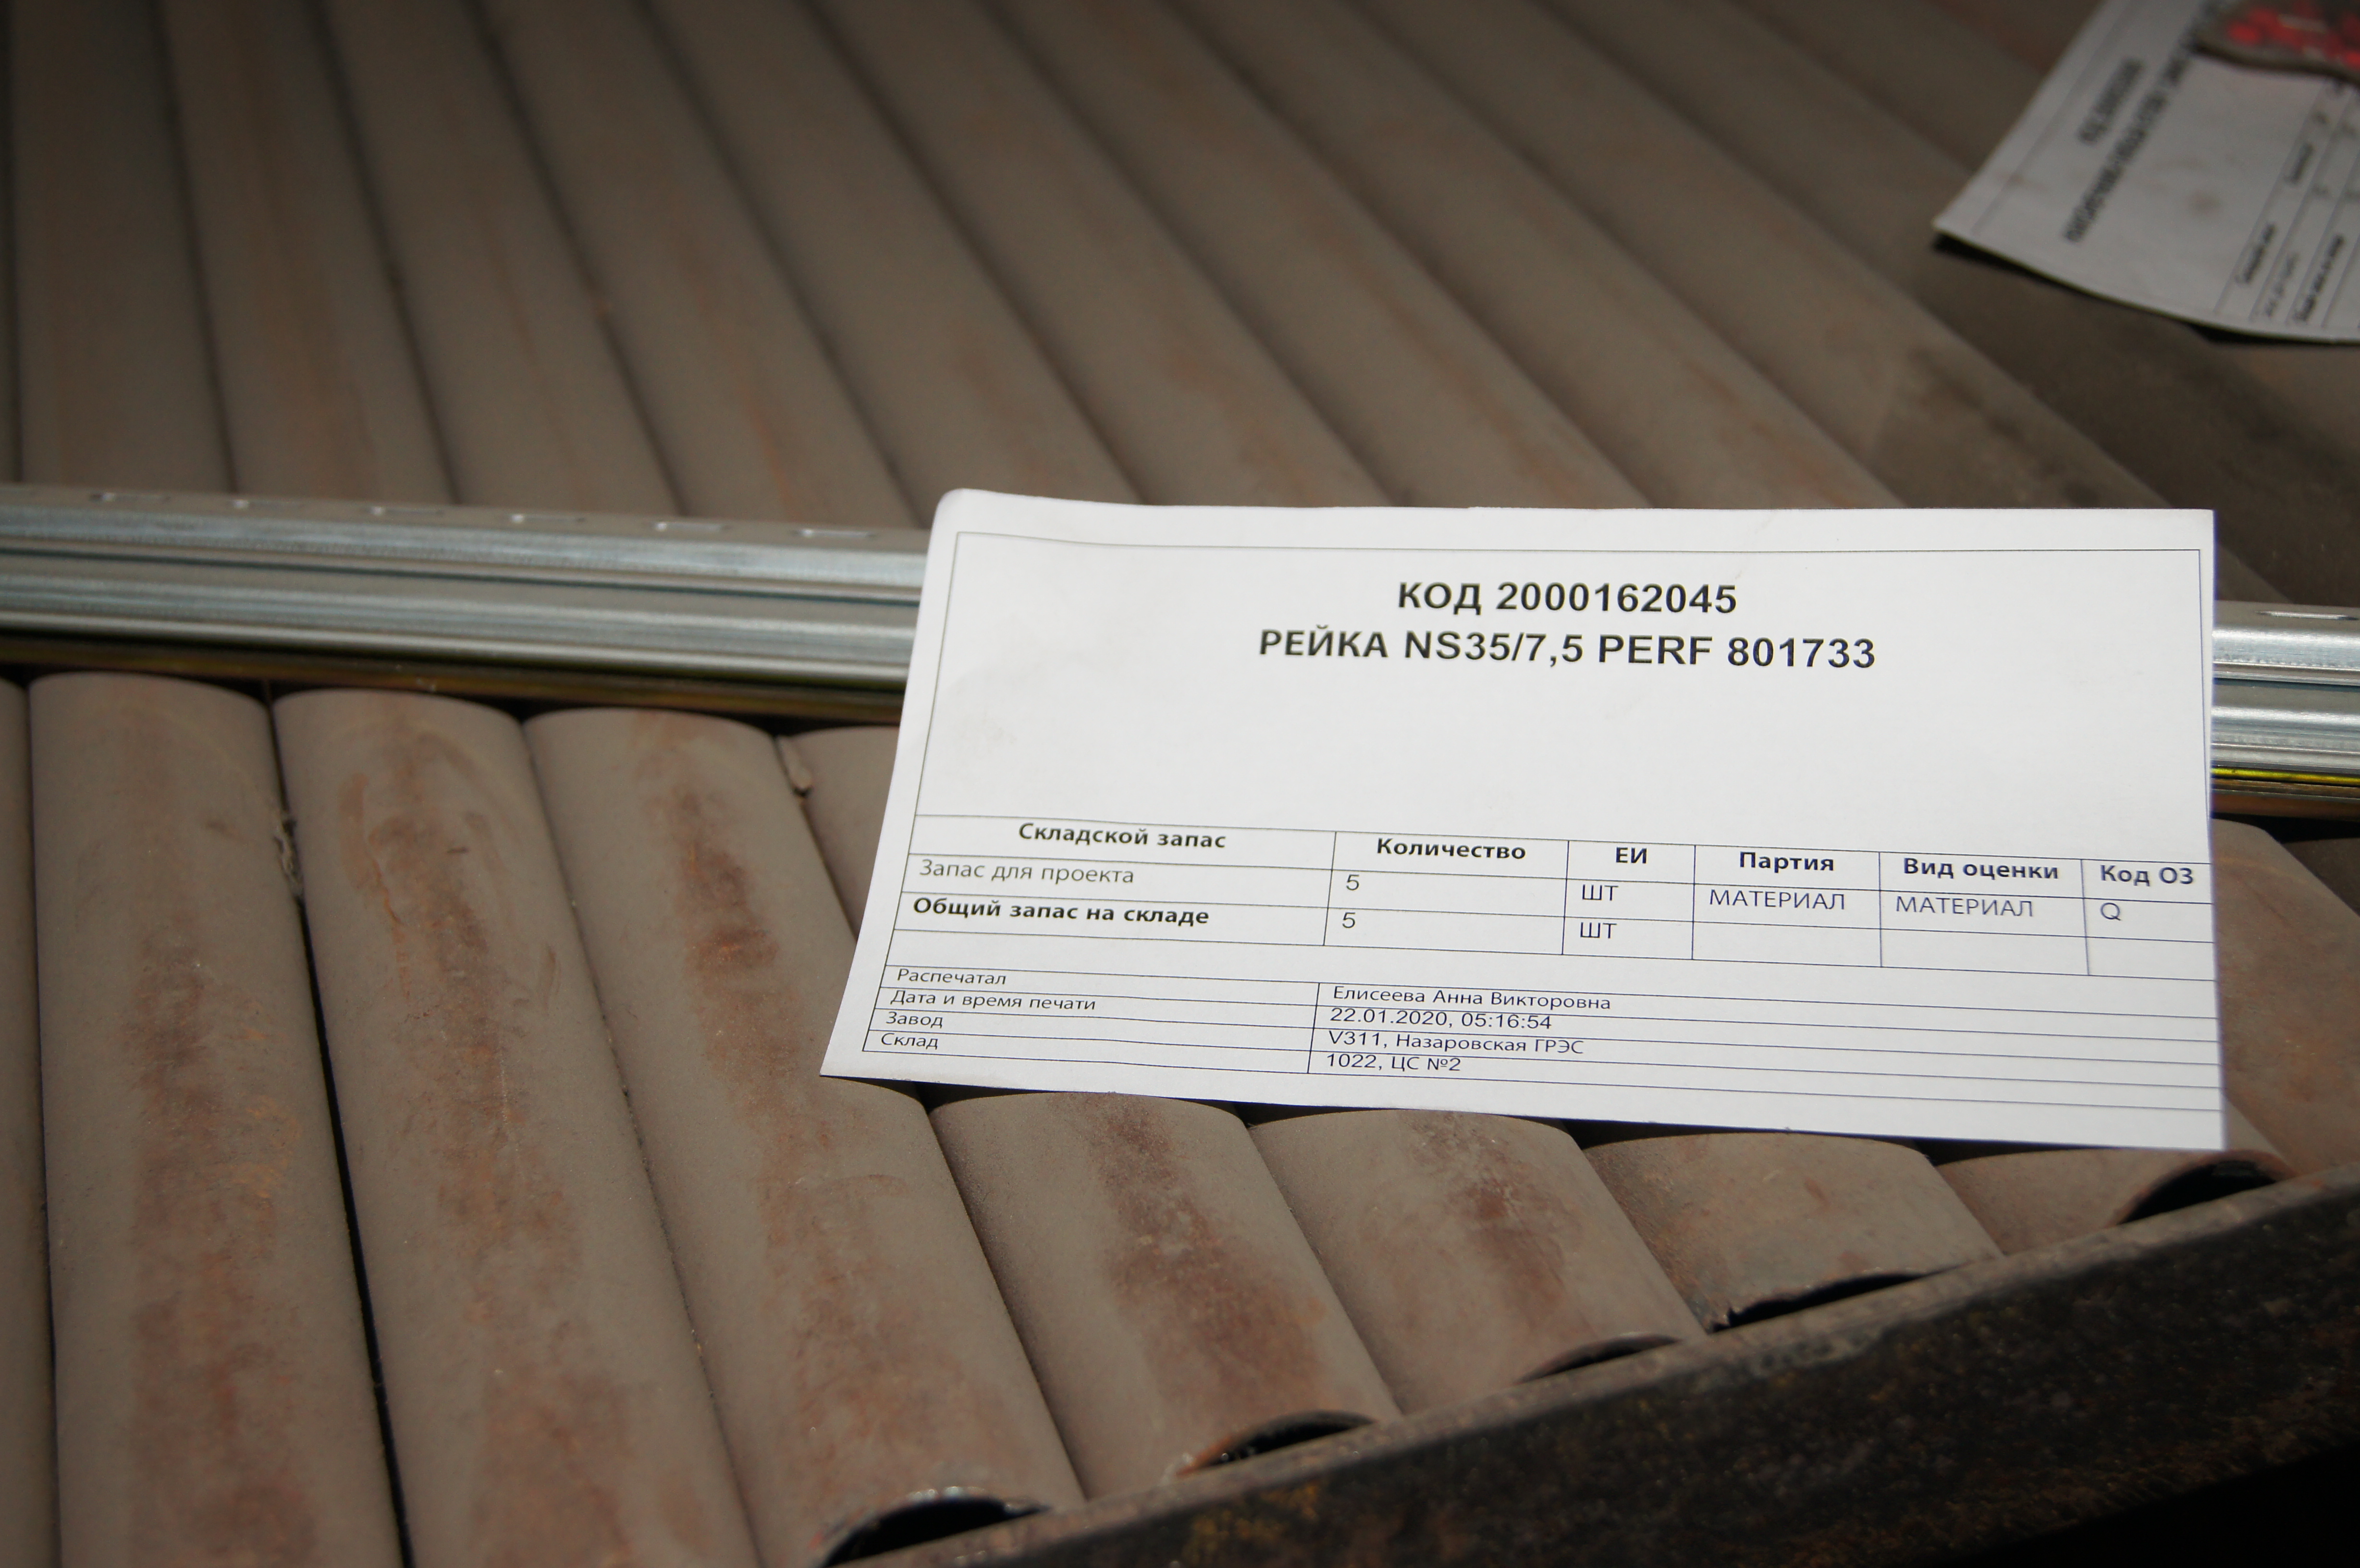 КОД 2000162045
РЕЙКА NS35/7,5 PERF 801733
Складской запас Количество ЕИ Партия Вид оценки Код ОЗ
Запас для проекта 5 ШТ МАТЕРИАЛ МАТЕРИАЛ Q
Общий запас на складе 5 ШТ
Распечатал Елисеева Анна Викторовна
Дата и время печати 22.01.2020, 05:16:54
Завод V311, Назаровская ГРЭС
Склад 1022, ЦС №2